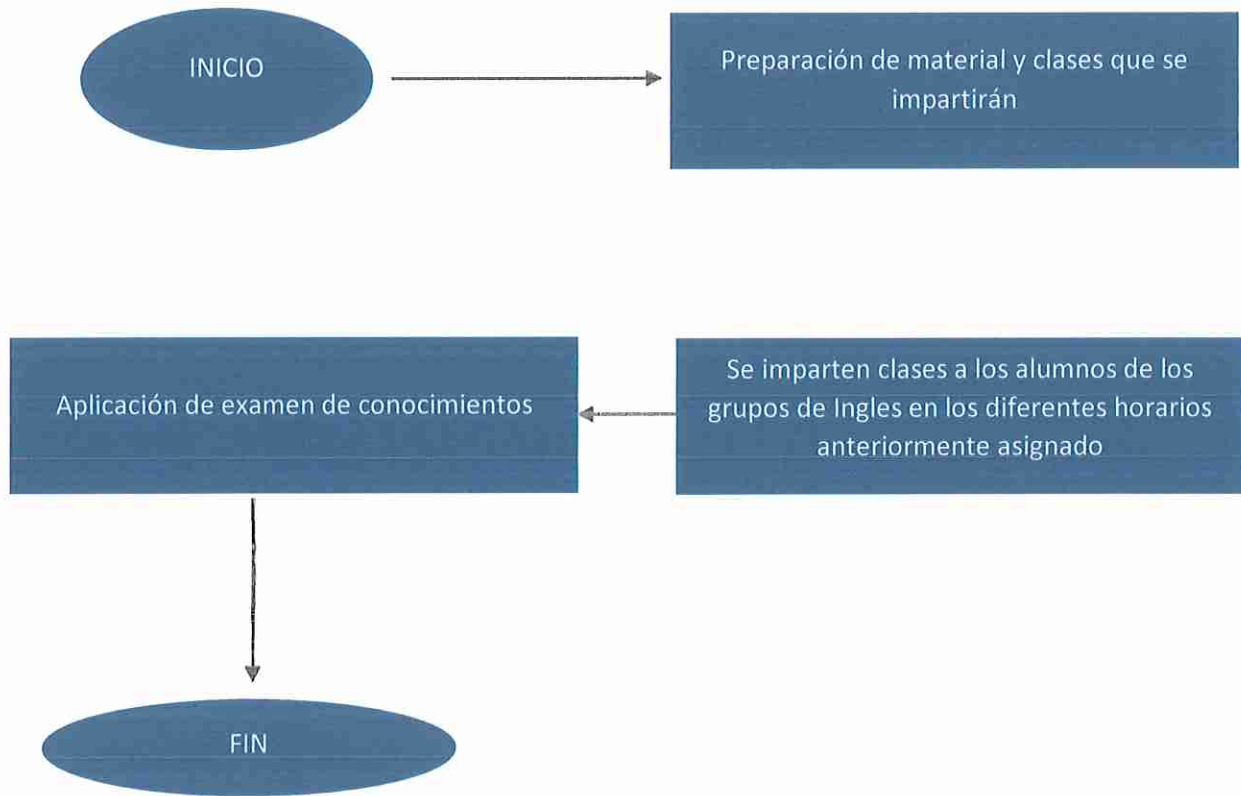 INICIO
Preparación de material y clases que se
impartirán
Se imparten clases a los alumnos de los
grupos de Ingles en los diferentes horarios
anteriormente asignado
Aplicación de examen de conocimientos
FIN